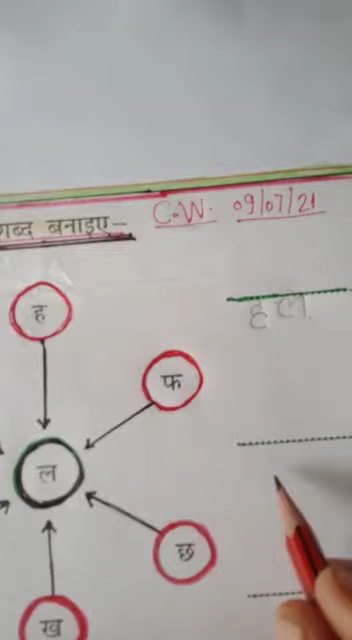 शब्द बनाइए—
C.W. 09/07/21
ह
हल
फ
ल
छ
ख